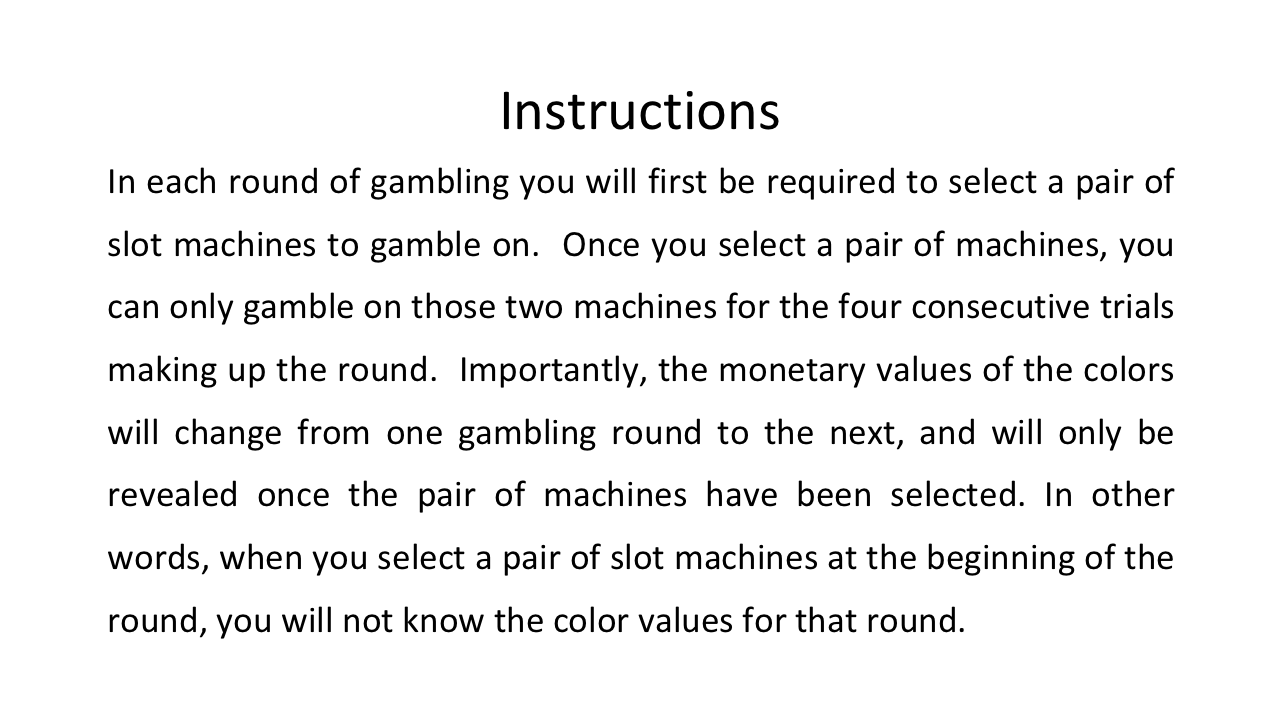 Instructions
In each round of gambling you will first be required to select a pair of
slot machines to gamble on.  Once you select a pair of machines, you
can only gamble on those two machines for the four consecutive trials
making up the round.  Importantly, the monetary values of the colors
will change from one gambling round to the next, and will only be
revealed once the pair of machines have been selected. In other
words, when you select a pair of slot machines at the beginning of the
round, you will not know the color values for that round.